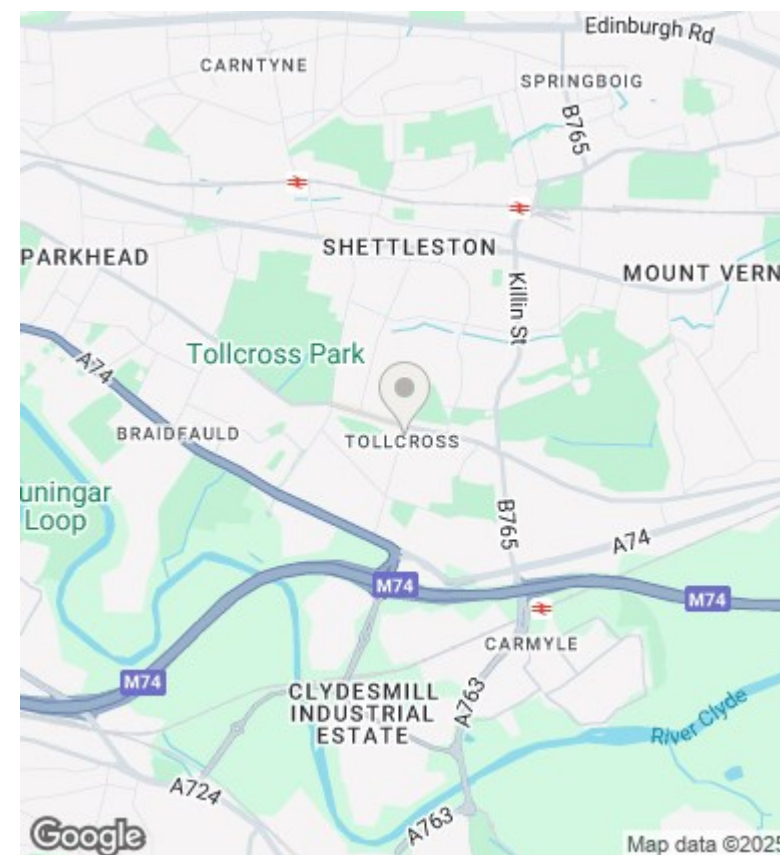 Edinburgh Rd
CARNTYNE
SPRINGBOIG
B765
PARKHEAD
SHETTLESTON
MOUNT VERN
Killin St
Tollcross Park
A74
BRAIDFAULD
TOLLCROSS
uningar
Loop
B765
A74
M74
M74
CARMYLE
M74
CLYDESMILL
INDUSTRIAL
ESTATE
A763
River Clyde
A724
A763
Google
Map data ©2025